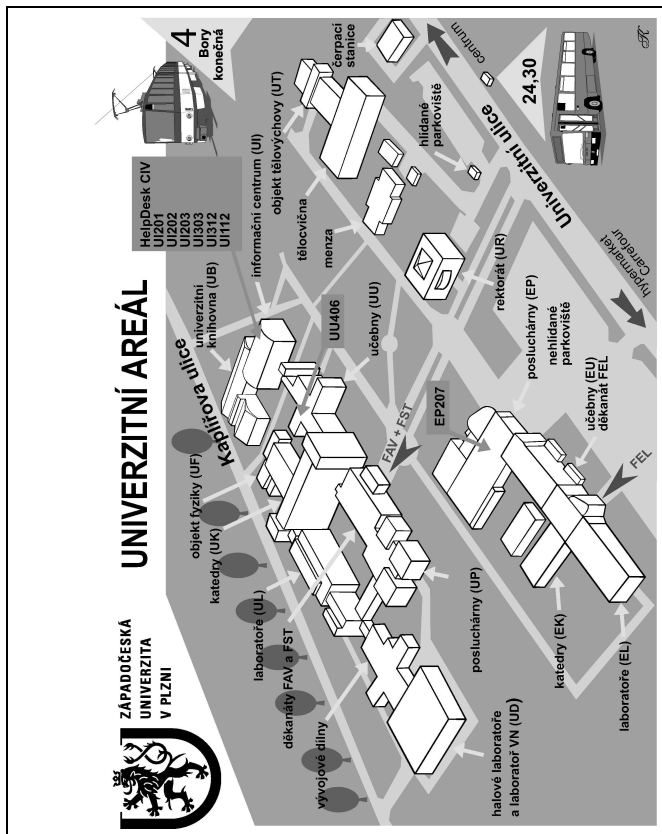 ZÁPADOČESKÁ
UNIVERZITA
V PLZNI
UNIVERZITNÍ AREÁL
HelpDesk CIV
UI201
UI202
UI203
UI303
UI312
UI112
4
Bory
konečná
Kaplířova ulice
univerzitní
knihovna (UB)
informační centrum (UI)
objekt tělovýchovy (UT)
tělocvična
menza
čerpací
stanice
centrum
24,30
hlídané
parkoviště
Univerzitní ulice
hypermarket
Carrefour
rektorát (UR)
posluchárny (EP)
nehlídané
parkoviště
učebny (EU)
děkanát FEL
FEL
EP207
UU406
učebny (UU)
FAV + FST
objekt fyziky (UF)
katedry (UK)
laboratoře (UL)
děkanáty FAV a FST
vývojové dílny
posluchárny (UP)
halové laboratoře
a laboratoř VN (UD)
katedry (EK)
laboratoře (EL)